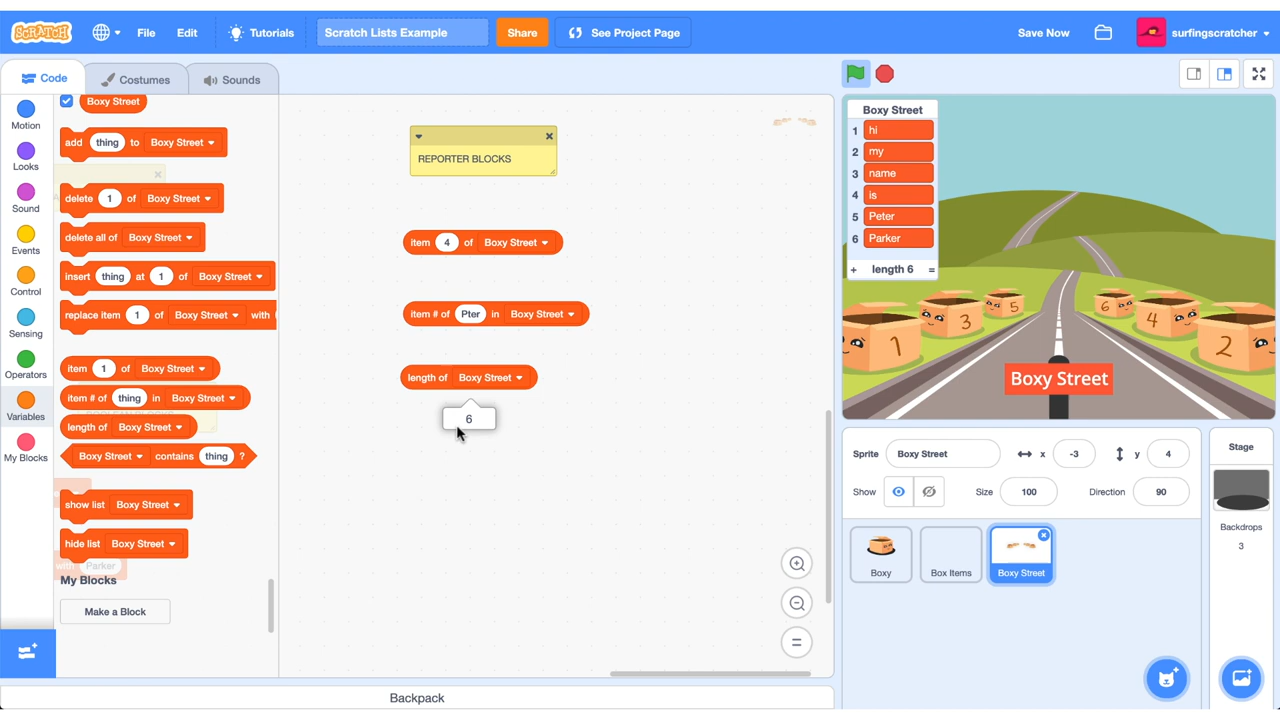 SCRATCH File Edit Tutorials Scratch Lists Example Share See Project Page Save Now surfingscratcher
Code Costumes Sounds
Motion
Looks
Sound
Events
Control
Sensing
Operators
Variables
My Blocks
Boxy Street
add thing to Boxy Street
delete 1 of Boxy Street
delete all of Boxy Street
insert thing at 1 of Boxy Street
replace item 1 of Boxy Street with
item 1 of Boxy Street
item # of thing in Boxy Street
length of Boxy Street
Boxy Street contains thing ?
show list Boxy Street
hide list Boxy Street
with Parker
My Blocks
Make a Block
REPORTER BLOCKS
item 4 of Boxy Street
item # of Pter in Boxy Street
length of Boxy Street
6
Backpack
Boxy Street
1 hi
2 my
3 name
4 is
5 Peter
6 Parker
+ length 6 =
1 3 5 6 4 2
Boxy Street
Sprite Boxy Street x -3 y 4
Show Size 100 Direction 90
Boxy
Box Items
Boxy Street
Stage
Backdrops
3